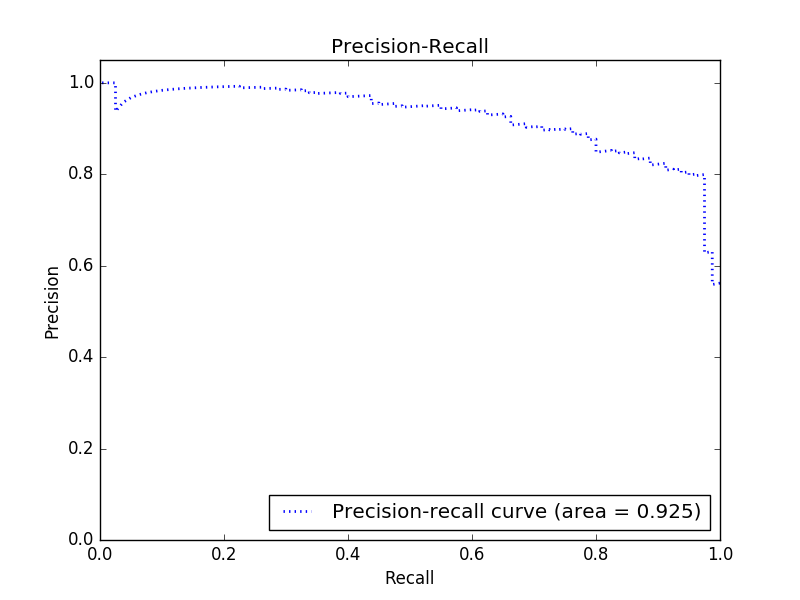 Precision-Recall
1.0
0.8
0.6
0.4
0.2
0.0
Precision
Precision-recall curve (area = 0.925)
0.0 0.2 0.4 0.6 0.8 1.0
Recall